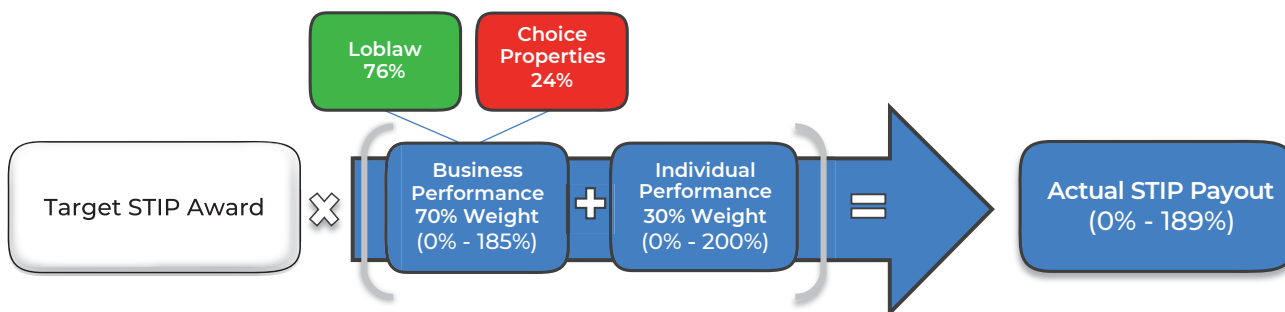 Loblaw
76%
Choice
Properties
24%
Target STIP Award
×
Business
Performance
70% Weight
(0% - 185%)
+
Individual
Performance
30% Weight
(0% - 200%)
=
Actual STIP Payout
(0% - 189%)